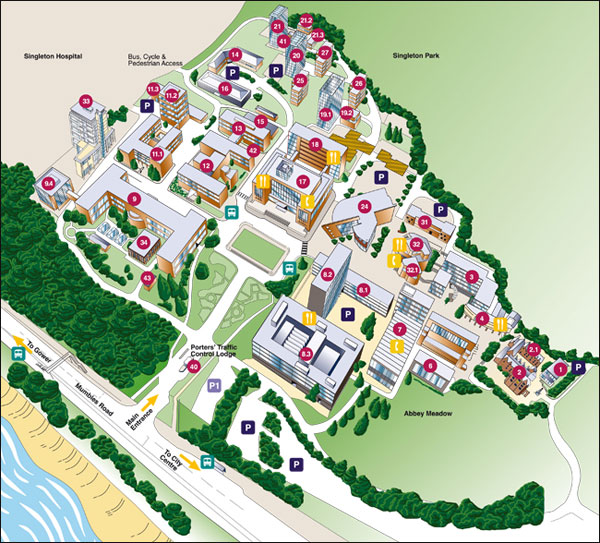 21.2
21
21.3
41
20
27
Singleton Hospital
Bus, Cycle &
Pedestrian Access
14
P
Singleton Park
P
25
26
11.3
11.2
16
33
P
19.1
19.2
15
13
18
11.1
42
12
17
P
9.4
9
24
P
31
34
32
32.1
8.2
3
43
8.1
P
4
7
8.3
2.1
To Gower
Porters' Traffic
Control Lodge
40
6
2
1
P
P1
Mumbles Road
Main
Entrance
Abbey Meadow
P
To City
Centre
P